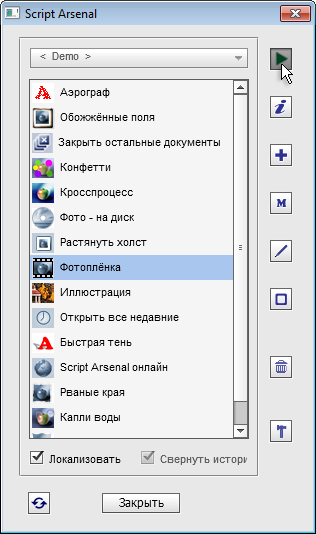 Script Arsenal
< Demo >
Аэрограф
Обожжённые поля
Закрыть остальные документы
Конфетти
Кросспроцесс
Фото - на диск
Растянуть холст
Фотоплёнка
Иллюстрация
Открыть все недавние
Быстрая тень
Script Arsenal онлайн
Рваные края
Капли воды
Локализовать
Свернуть истори
Закрыть